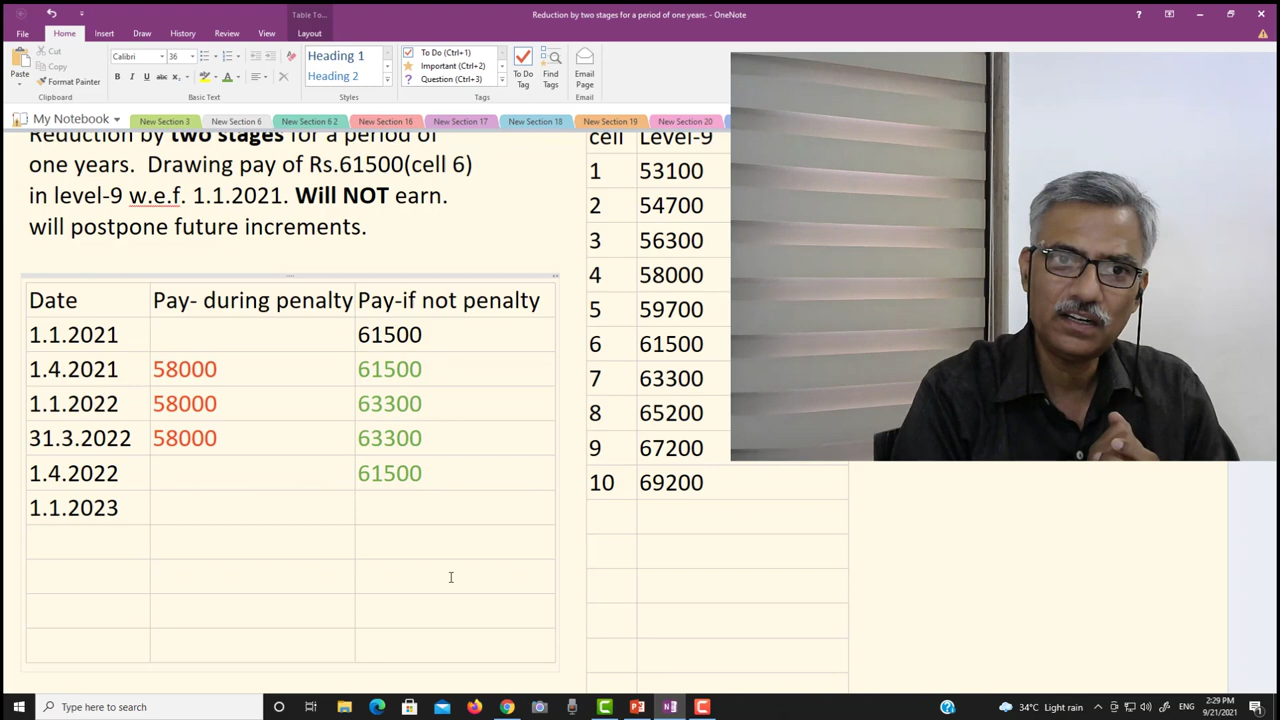 Table To...
Reduction by two stages for a period of one years. - OneNote
File
Home
Insert
Draw
History
Review
View
Layout
Paste
Cut
Copy
Format Painter
Clipboard
Calibri
36
Basic Text
Heading 1
Heading 2
Styles
To Do (Ctrl+1)
Important (Ctrl+2)
Question (Ctrl+3)
Tags
To Do Tag
Find Tags
Email Page
Email
My Notebook
New Section 3
New Section 6
New Section 6 2
New Section 16
New Section 17
New Section 18
New Section 19
New Section 20
Reduction by two stages for a period of
one years. Drawing pay of Rs.61500(cell 6)
in level-9 w.e.f. 1.1.2021. Will NOT earn.
will postpone future increments.
Date Pay- during penalty Pay-if not penalty
1.1.2021 61500
1.4.2021 58000 61500
1.1.2022 58000 63300
31.3.2022 58000 63300
1.4.2022 61500
1.1.2023
cell Level-9
1 53100
2 54700
3 56300
4 58000
5 59700
6 61500
7 63300
8 65200
9 67200
10 69200
Type here to search
34°C Light rain
ENG
2:29 PM
9/21/2021